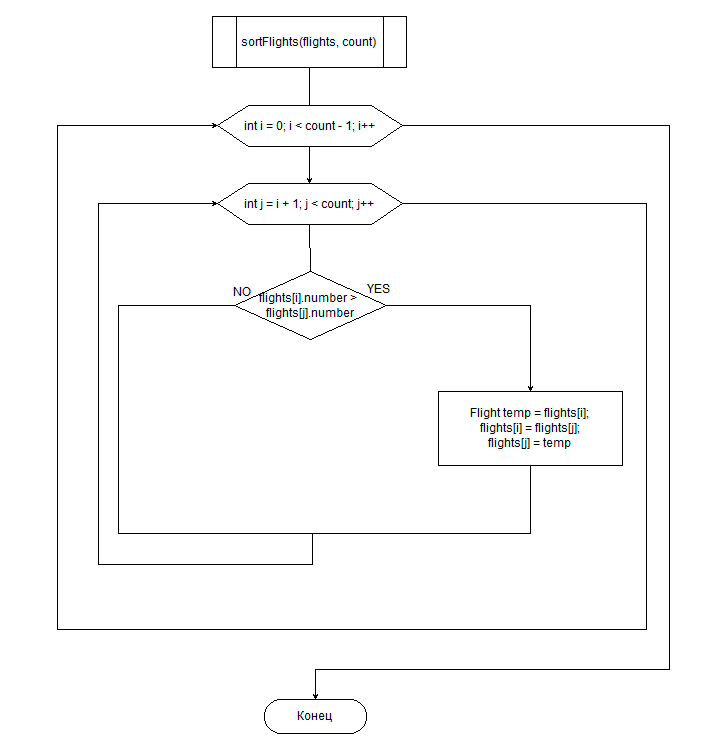 sortFlights(flights, count)
int i = 0; i < count - 1; i++
int j = i + 1; j < count; j++
NO
YES
flights[i].number >
flights[j].number
Flight temp = flights[i];
flights[i] = flights[j];
flights[j] = temp
Конец